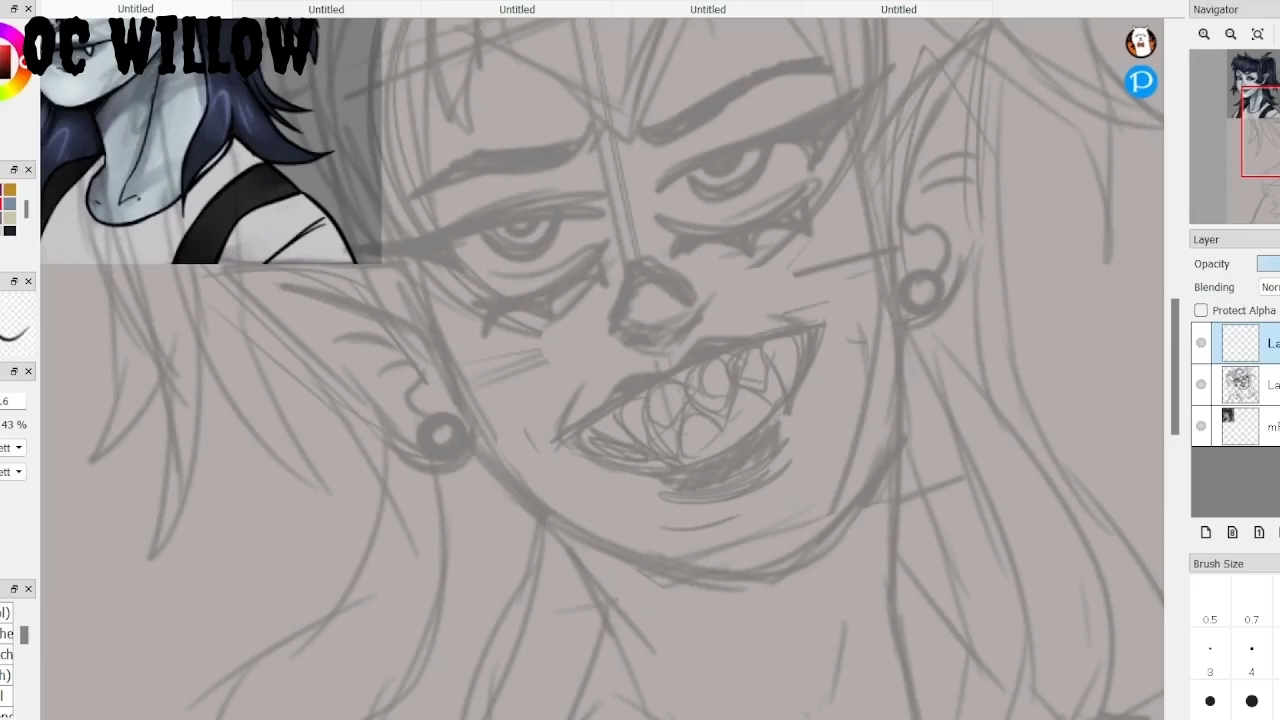 Untitled
Untitled
Untitled
Untitled
Untitled
Navigator
OC WILLOW
Layer
Opacity
Blending
Protect Alpha
.6
43 %
Brush Size
0.5
0.7
3
4